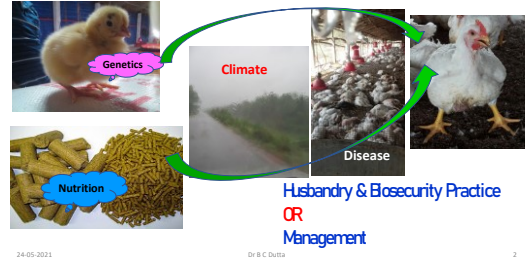 Genetics
Climate
Disease
Nutrition
Husbandry & Biosecurity Practice
OR
Management
24-05-2021
Dr B C Dutta
2